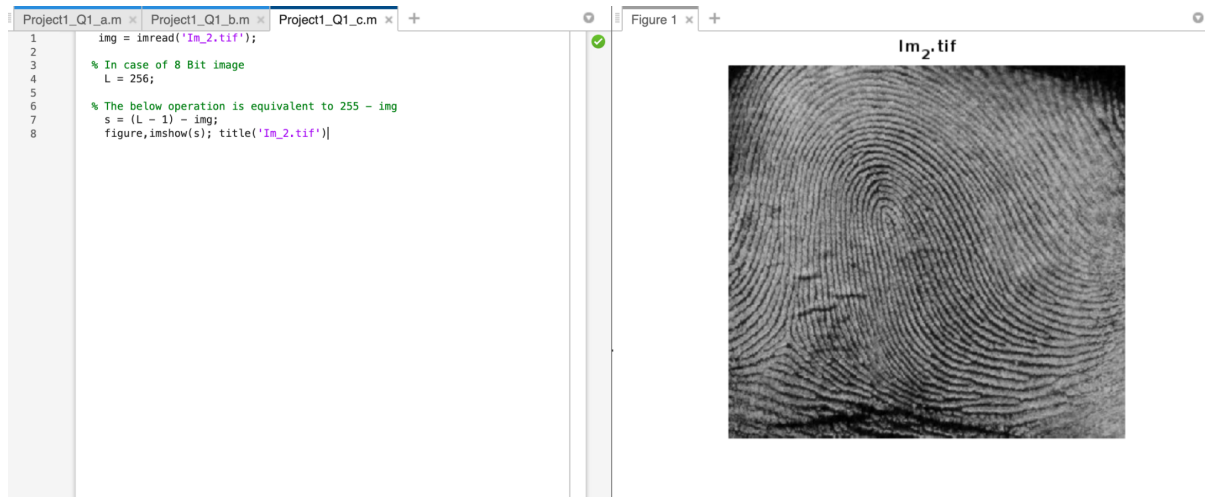 Project1_Q1_a.m × Project1_Q1_b.m × Project1_Q1_c.m × +
1 img = imread('Im_2.tif');
2
3 % In case of 8 Bit image
4 L = 256;
5
6 % The below operation is equivalent to 255 - img
7 s = (L - 1) - img;
8 figure,imshow(s); title('Im_2.tif')
Figure 1 × +
Im2.tif